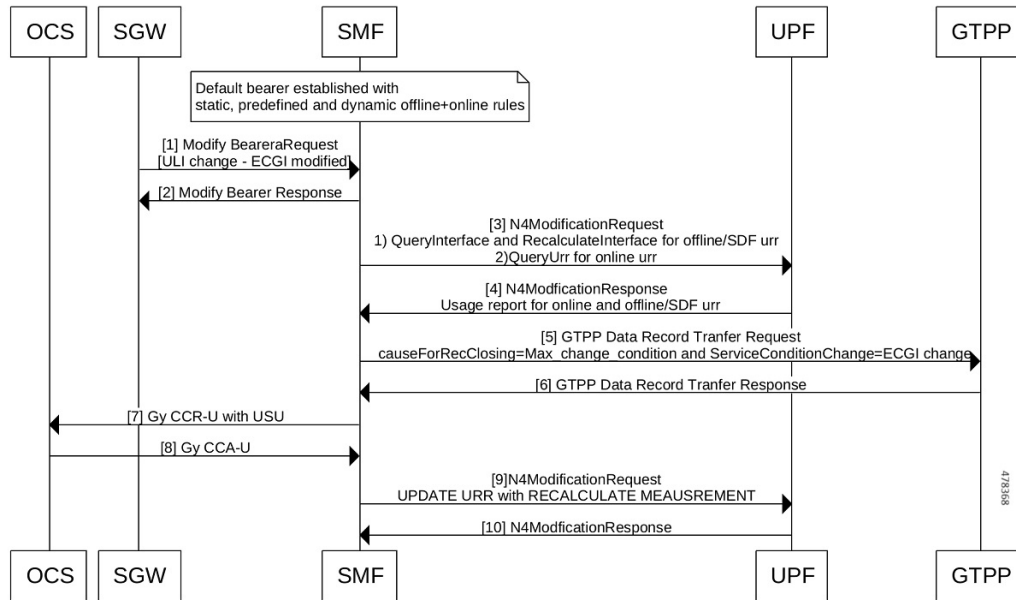 OCS SGW SMF UPF GTPP
Default bearer established with
static, predefined and dynamic offline+online rules
[1] Modify BeareraRequest
[ULI change - ECGI modified]
[2] Modify Bearer Response
[3] N4ModificationRequest
1) QueryInterface and RecalculateInterface for offline/SDF urr
2)QueryUrr for online urr
[4] N4ModficationResponse
Usage report for online and offline/SDF urr
[5] GTPP Data Record Tranfer Request
causeForRecClosing=Max_change_condition and ServiceConditionChange=ECGI change
[6] GTPP Data Record Tranfer Response
[7] Gy CCR-U with USU
[8] Gy CCA-U
[9]N4ModificationRequest
UPDATE URR with RECALCULATE MEAUSREMENT
[10] N4ModficationResponse
478368
OCS SGW SMF UPF GTPP